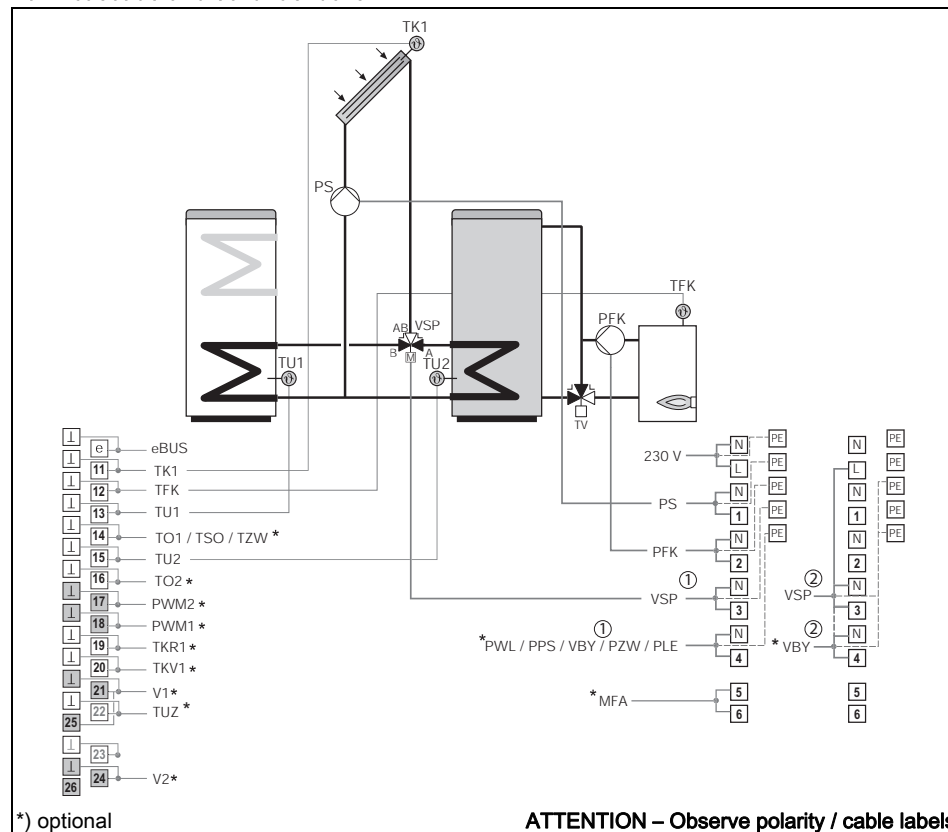 TK1
PS
TFK
PFK
AB VSP
B A
M
TU1
TU2
TV
⊥ e eBUS
⊥ 11 TK1
⊥ 12 TFK
⊥ 13 TU1
⊥ 14 TO1 / TSO / TZW *
⊥ 15 TU2
⊥ 16 TO2 *
⊥ 17 PWM2 *
⊥ 18 PWM1 *
⊥ 19 TKR1 *
⊥ 20 TKV1 *
⊥ 21 V1 *
⊥ 22 TUZ *
25
⊥ 23
⊥ 24 V2 *
26
230 V N PE
L PE
PS N PE
1 PE
PFK N PE
2
① VSP N
3
① *PWL / PPS / VBY / PZW / PLE N
4
*MFA 5
6
N PE
L PE
N PE
1 PE
N PE
2
② VSP N
3
② * VBY N
4
5
6
*) optional
ATTENTION – Observe polarity / cable labels